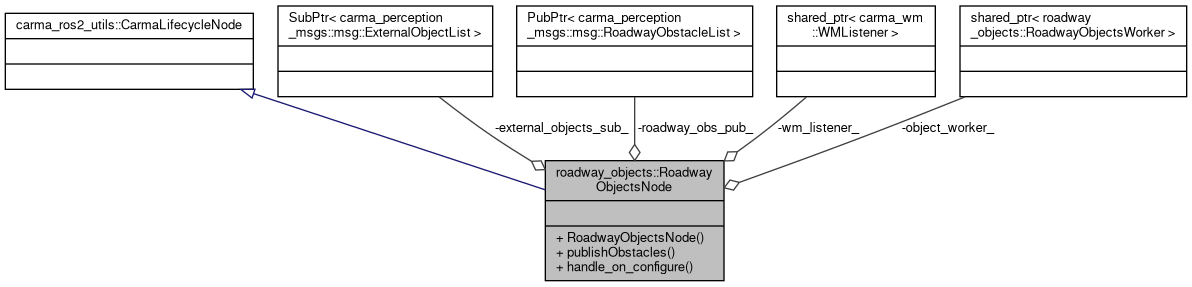 carma_ros2_utils::CarmaLifecycleNode
SubPtr< carma_perception
_msgs::msg::ExternalObjectList >
PubPtr< carma_perception
_msgs::msg::RoadwayObstacleList >
shared_ptr< carma_wm
::WMListener >
shared_ptr< roadway
_objects::RoadwayObjectsWorker >
-external_objects_sub_
-roadway_obs_pub_
-wm_listener_
-object_worker_
roadway_objects::Roadway
ObjectsNode
+ RoadwayObjectsNode()
+ publishObstacles()
+ handle_on_configure()